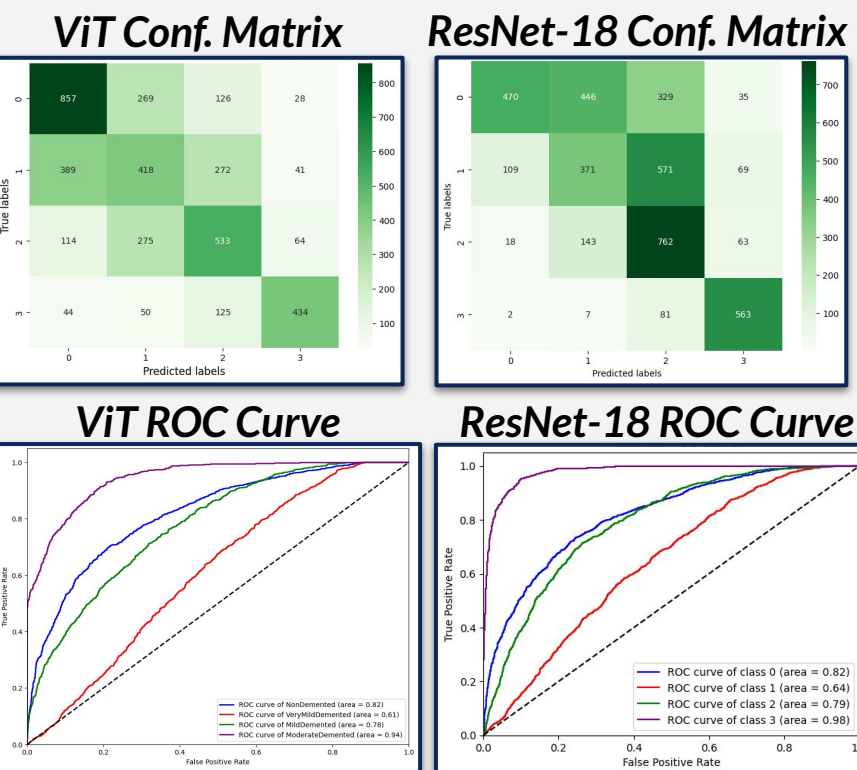 ViT Conf. Matrix
ResNet-18 Conf. Matrix
True labels
0
857 269 126 28
1
389 418 272 41
2
114 275 533 64
3
44 50 125 434
0 1 2 3
Predicted labels
800
700
600
500
400
300
200
100
True labels
0
470 446 329 35
1
109 371 571 69
2
18 143 762 63
3
2 7 81 563
0 1 2 3
Predicted labels
700
600
500
400
300
200
100
ViT ROC Curve
ResNet-18 ROC Curve
True Positive Rate
1.0
0.8
0.6
0.4
0.2
0.0
0.0 0.2 0.4 0.6 0.8 1.0
False Positive Rate
ROC curve of NonDemented (area = 0.82)
ROC curve of VeryMildDemented (area = 0.61)
ROC curve of MildDemented (area = 0.78)
ROC curve of ModerateDemented (area = 0.94)
True Positive Rate
1.0
0.8
0.6
0.4
0.2
0.0
0.0 0.2 0.4 0.6 0.8
False Positive Rate
ROC curve of class 0 (area = 0.82)
ROC curve of class 1 (area = 0.64)
ROC curve of class 2 (area = 0.79)
ROC curve of class 3 (area = 0.98)